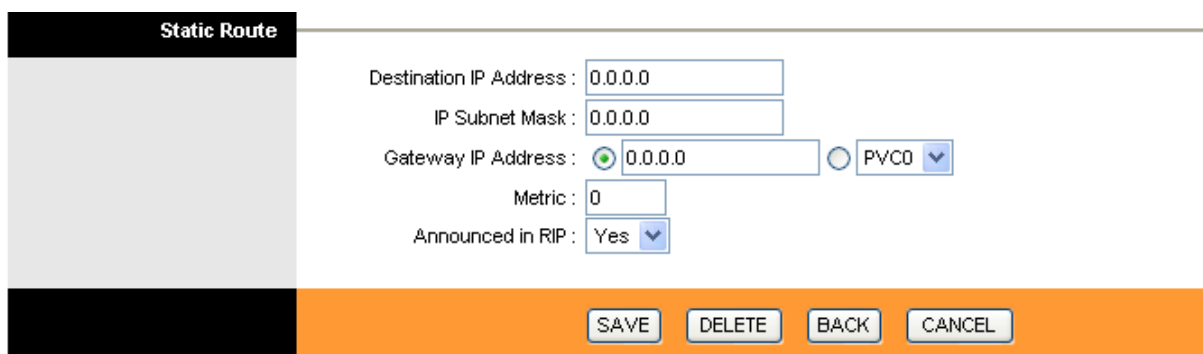 Static Route
Destination IP Address : 0.0.0.0
IP Subnet Mask : 0.0.0.0
Gateway IP Address : 0.0.0.0 PVC0
Metric : 0
Announced in RIP : Yes
SAVE DELETE BACK CANCEL